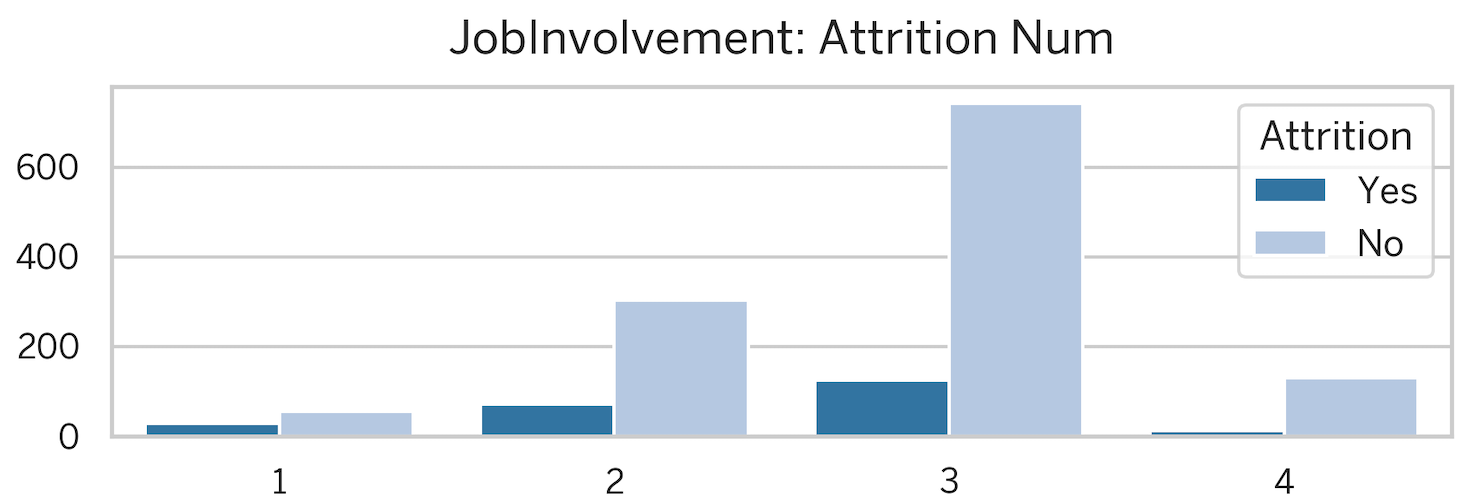 JobInvolvement: Attrition Num
Attrition
Yes
No
600
400
200
0
1 2 3 4